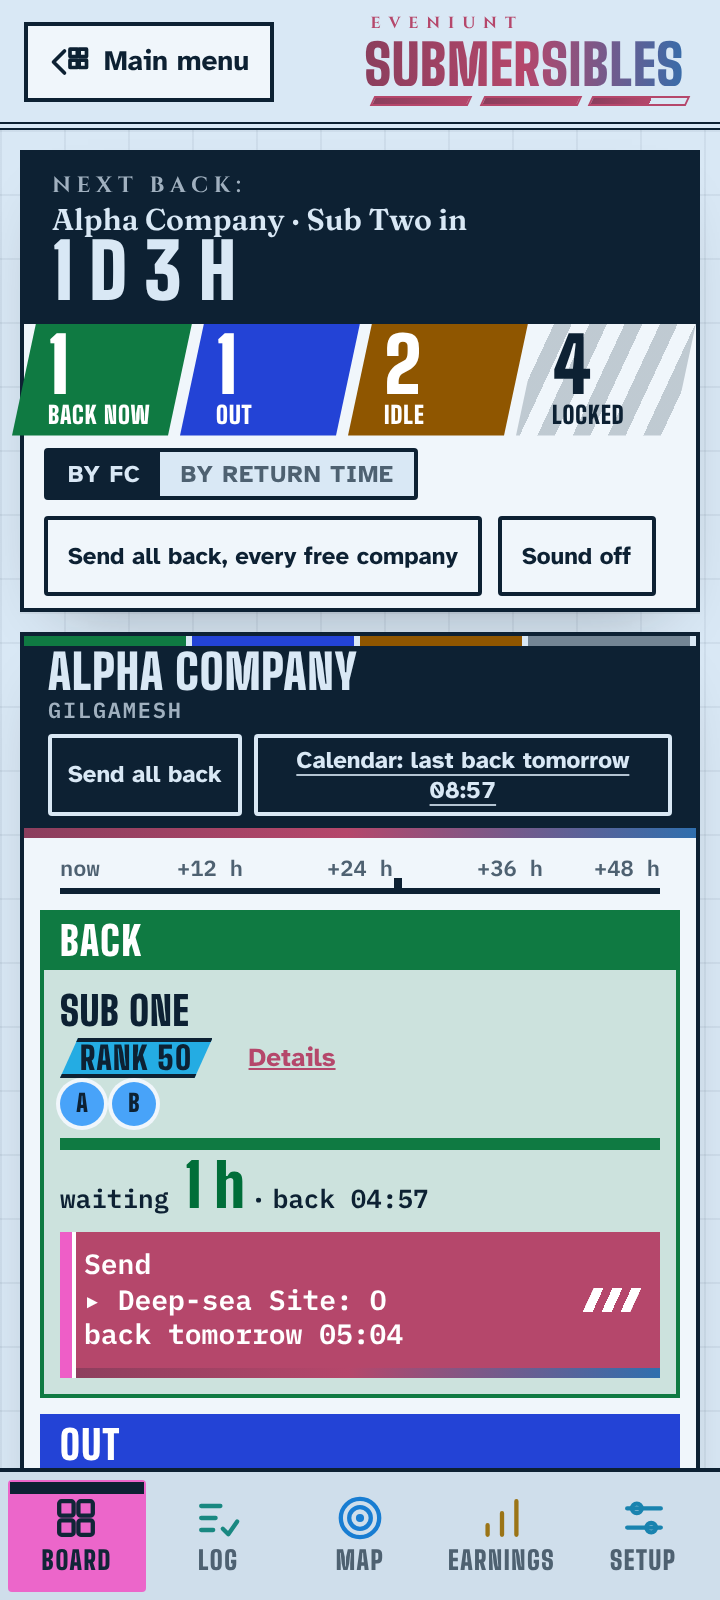 Main menu
EVENIUNT
SUBMERSIBLES
NEXT BACK:
Alpha Company · Sub Two in
1D 3H
1
BACK NOW
1
OUT
2
IDLE
4
LOCKED
BY FC
BY RETURN TIME
Send all back, every free company
Sound off
ALPHA COMPANY
GILGAMESH
Send all back
Calendar: last back tomorrow
08:57
now
+12 h
+24 h
+36 h
+48 h
BACK
SUB ONE
RANK 50
Details
A
B
waiting 1h · back 04:57
Send
▸ Deep-sea Site: O
back tomorrow 05:04
OUT
BOARD
LOG
MAP
EARNINGS
SETUP